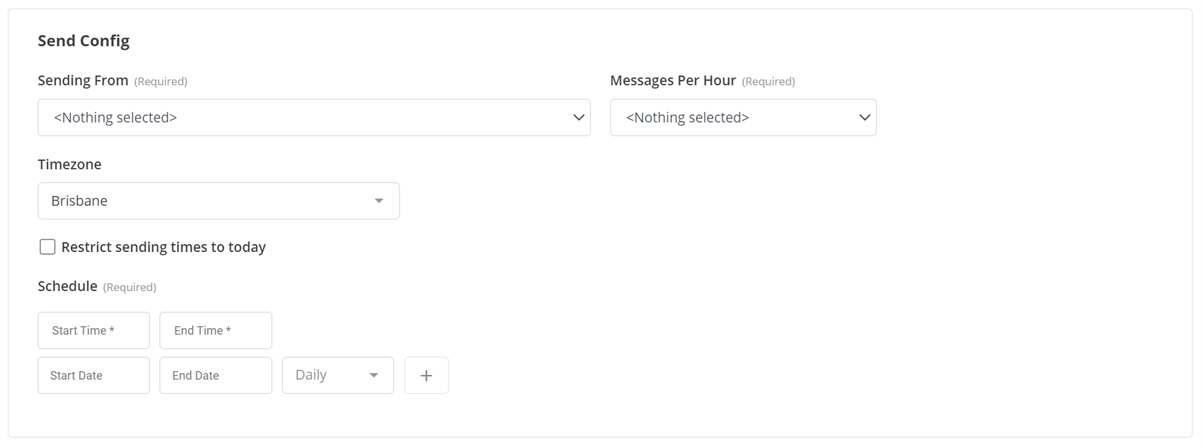 Send Config
Sending From (Required)
Messages Per Hour (Required)
<Nothing selected>
<Nothing selected>
Timezone
Brisbane
Restrict sending times to today
Schedule (Required)
Start Time *
End Time *
Start Date
End Date
Daily
+